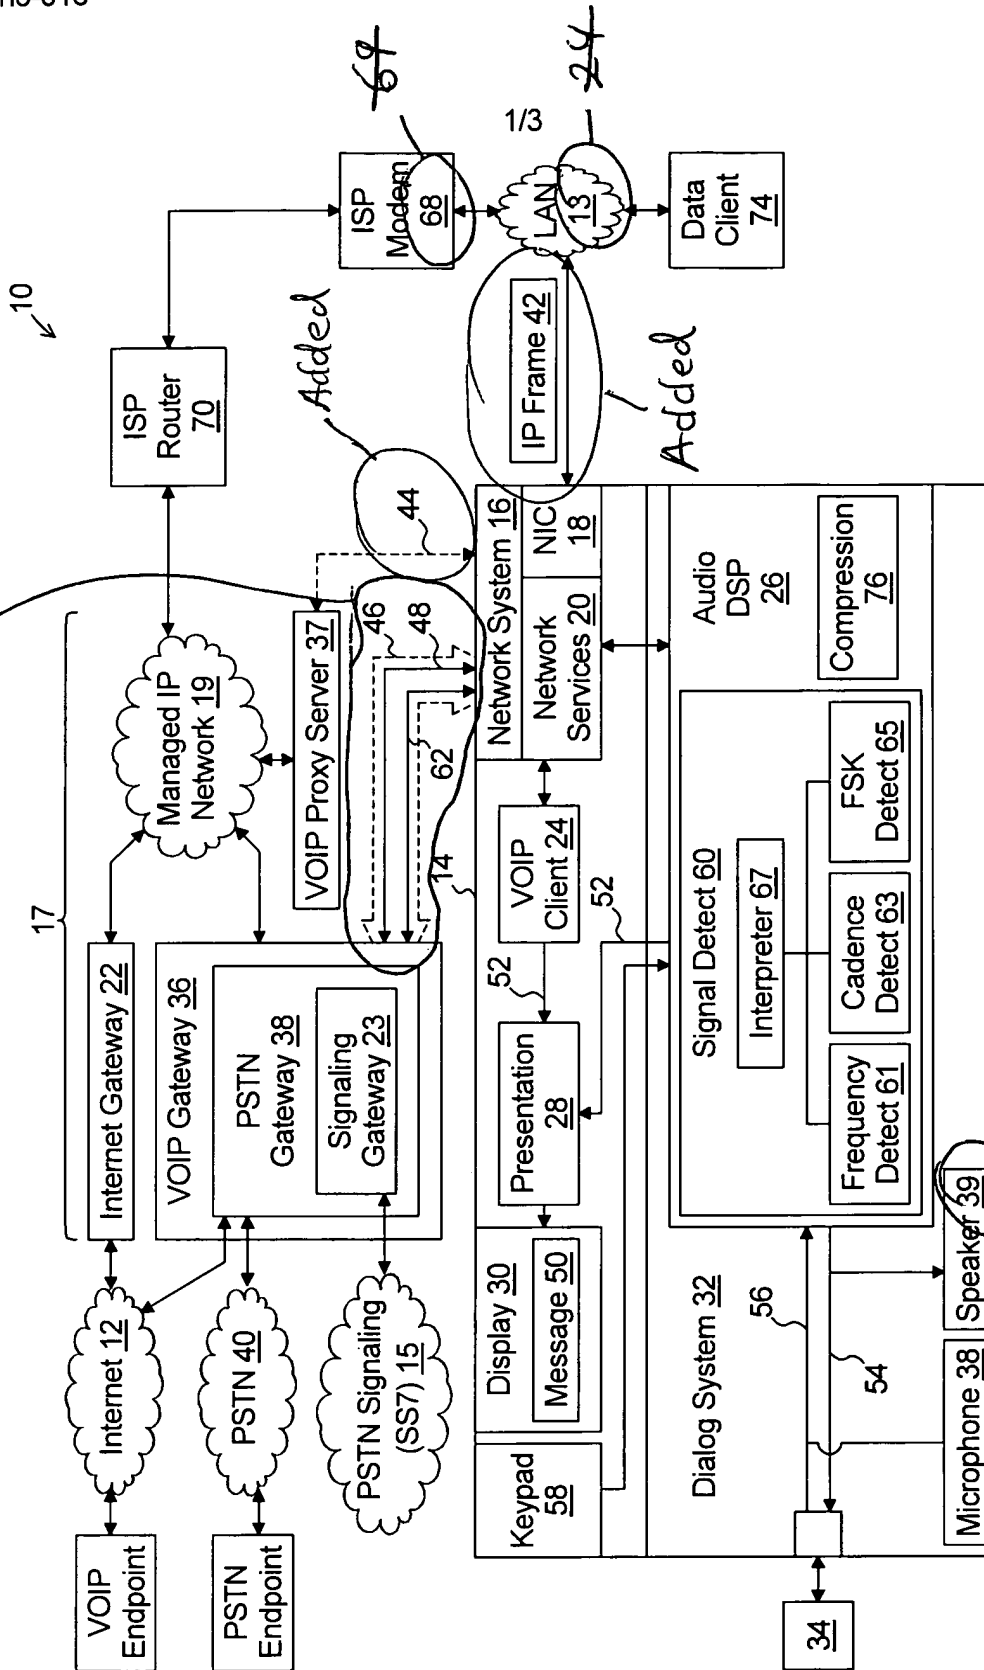 1/3
10
17
VOIP
Endpoint
Internet 12
Internet Gateway 22
Managed IP
Network 19
ISP
Router
70
PSTN
Endpoint
PSTN 40
VOIP Gateway 36
PSTN
Gateway 38
Signaling
Gateway 23
PSTN Signaling
(SS7) 15
VOIP Proxy Server 37
44
46
48
62
Added
ISP
Modem
68
69
LAN
13
24
Data
Client
74
IP Frame 42
Added
14
Keypad
58
Display 30
Message 50
Presentation
28
52
VOIP
Client 24
52
Network System 16
Network
Services 20
NIC
18
Dialog System 32
34
56
54
Microphone 38
Speaker 39
Signal Detect 60
Interpreter 67
Frequency
Detect 61
Cadence
Detect 63
FSK
Detect 65
Audio
DSP
26
Compression
76